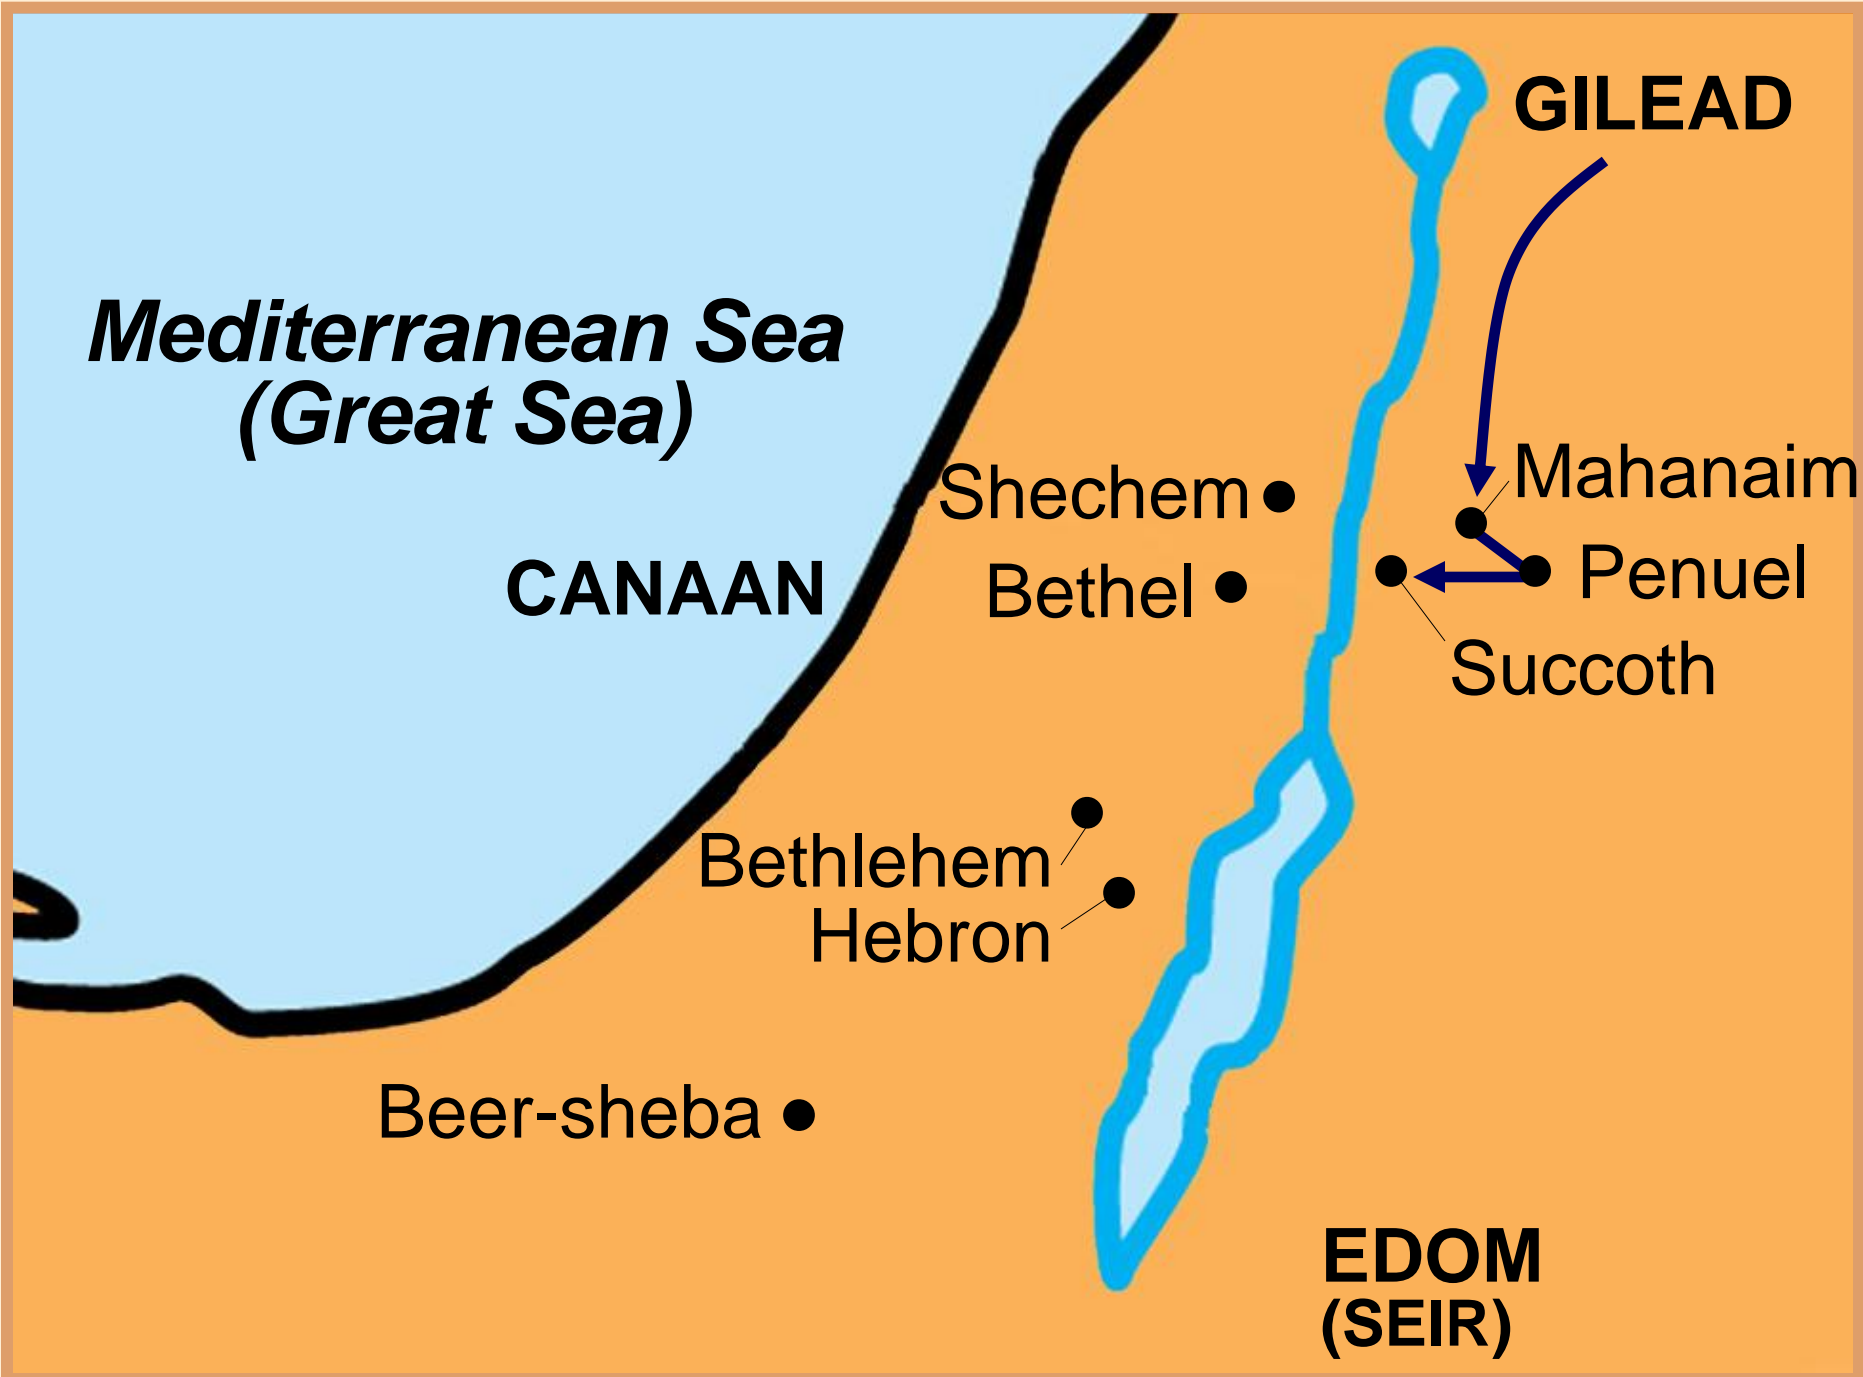 GILEAD
Mediterranean Sea
(Great Sea)
Mahanaim
Shechem
Penuel
CANAAN
Bethel
Succoth
Bethlehem
Hebron
Beer-sheba
EDOM
(SEIR)